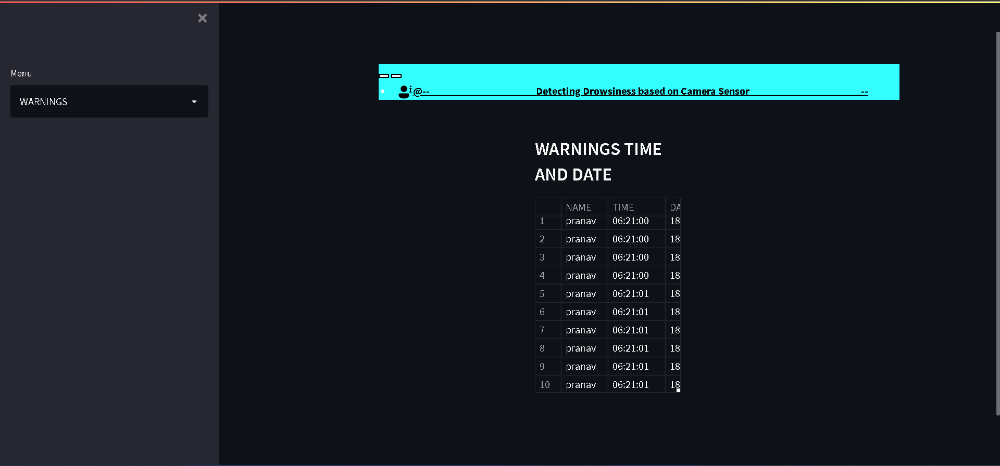 Menu
WARNINGS
@-- Detecting Drowsiness based on Camera Sensor --
WARNINGS TIME
AND DATE
NAME TIME DA
1 pranav 06:21:00 18
2 pranav 06:21:00 18
3 pranav 06:21:00 18
4 pranav 06:21:00 18
5 pranav 06:21:01 18
6 pranav 06:21:01 18
7 pranav 06:21:01 18
8 pranav 06:21:01 18
9 pranav 06:21:01 18
10 pranav 06:21:01 18